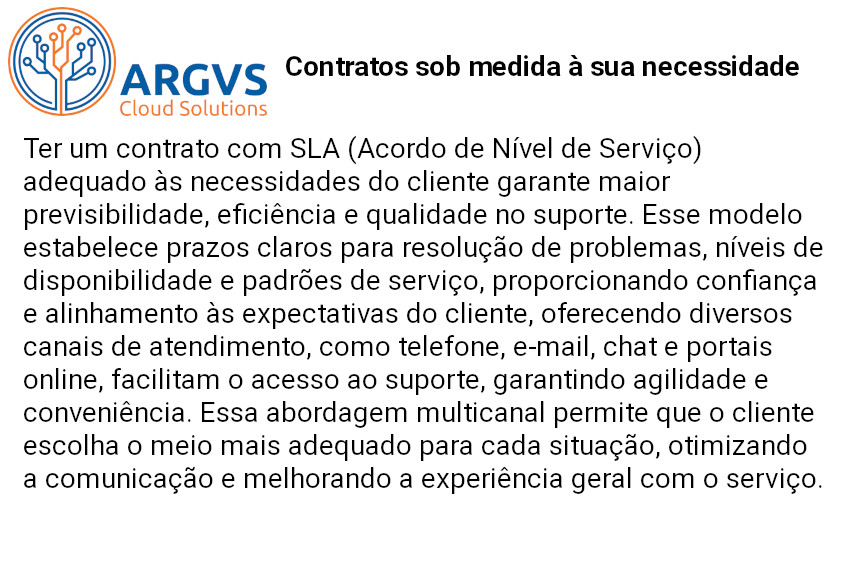 ARGVS
Cloud Solutions
Contratos sob medida à sua necessidade
Ter um contrato com SLA (Acordo de Nível de Serviço)
adequado às necessidades do cliente garante maior
previsibilidade, eficiência e qualidade no suporte. Esse modelo
estabelece prazos claros para resolução de problemas, níveis de
disponibilidade e padrões de serviço, proporcionando confiança
e alinhamento às expectativas do cliente, oferecendo diversos
canais de atendimento, como telefone, e-mail, chat e portais
online, facilitam o acesso ao suporte, garantindo agilidade e
conveniência. Essa abordagem multicanal permite que o cliente
escolha o meio mais adequado para cada situação, otimizando
a comunicação e melhorando a experiência geral com o serviço.